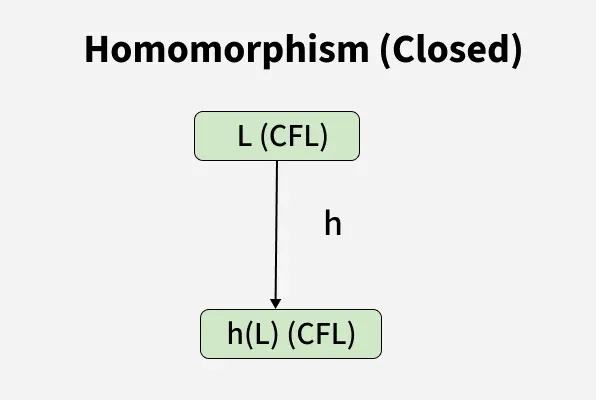 Homomorphism (Closed)
L (CFL)
h
h(L) (CFL)